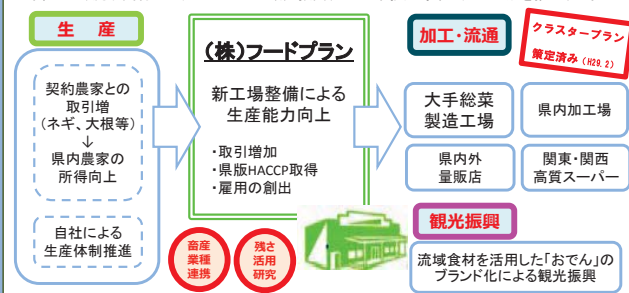 生 産
契約農家との
取引増
(ネギ、大根等)
↓
県内農家の
所得向上
自社による
生産体制推進
(株)フードプラン
新工場整備による
生産能力向上
・取引増加
・県版HACCP取得
・雇用の創出
畜産
業種
連携
残さ
活用
研究
加工・流通
クラスタープラン
策定済み(H29.2)
大手総菜
製造工場
県内加工場
県内外
量販店
関東・関西
高質スーパー
観光振興
流域食材を活用した「おでん」の
ブランド化による観光振興